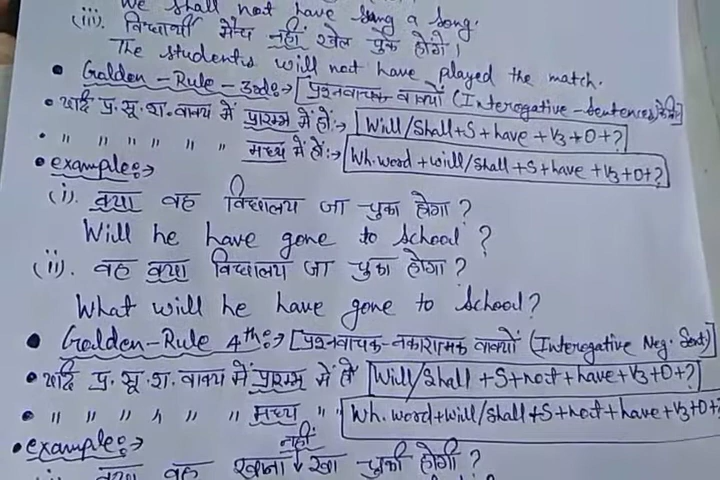 We shall not have sung a song.
(iii). विद्यार्थी मैच नहीं खेल चुके होंगे।
The students will not have played the match.
• Golden-Rule-3rd:→ [प्रश्नवाचक वाक्यों (Interogative-Sentences)
• यदि प्र.सू.श. वाक्य में प्रारम्भ में हो:→ [Will/Shall+S+have+V3+O+?]
• " " " " " " मध्य में हो:→ [Wh.word+will/shall+S+have+V3+O+?]
• example:→
(i). क्या वह विद्यालय जा चुका होगा?
Will he have gone to school?
(ii). वह क्या विद्यालय जा चुका होगा?
What will he have gone to school?
• Golden-Rule 4th:→ [प्रश्नवाचक-नकारात्मक वाक्यों (Interogative Neg. Sent.)]
• यदि प्र.सू.श. वाक्य में प्रारम्भ में हो [Will/Shall+S+not+have+V3+O+?]
• " " " " " " मध्य " " [Wh.word+will/shall+S+not+have+V3+O+?
• example:→
नहीं
(i). क्या वह खाना ↓ खा चुकी होगी?